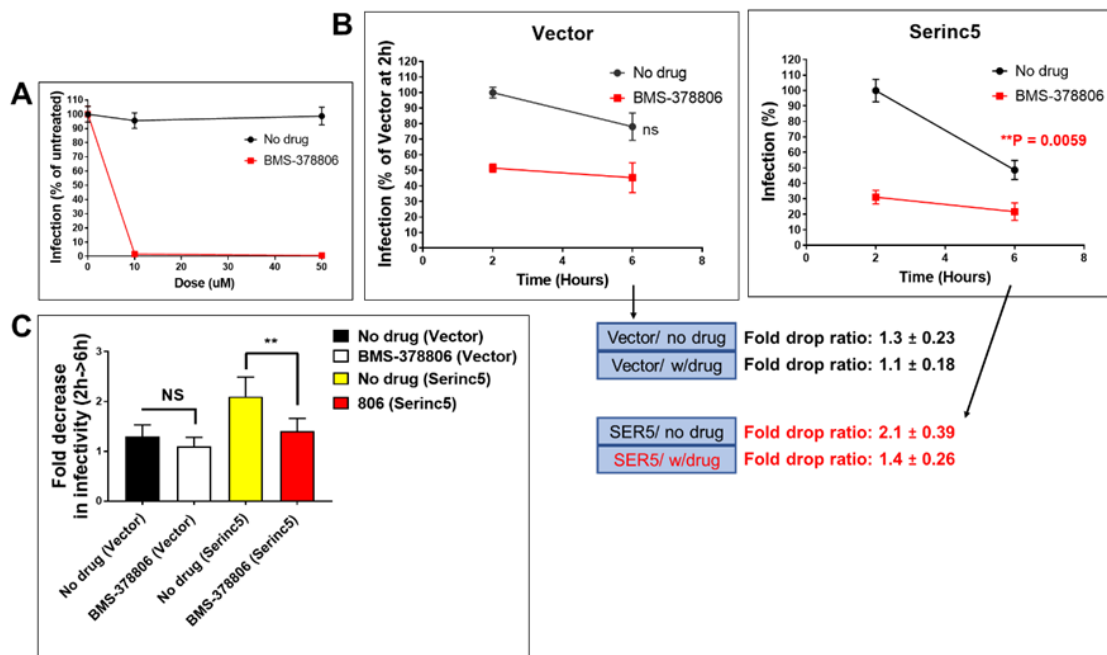 A
Infection (% of untreated)
110
100
90
80
70
60
50
40
30
20
10
0
0
10
20
30
40
50
Dose (uM)
No drug
BMS-378806
B
Vector
Infection (% of Vector at 2h)
120
110
100
90
80
70
60
50
40
30
20
10
0
0
2
4
6
8
Time (Hours)
No drug
BMS-378806
ns
Serinc5
Infection (%)
120
110
100
90
80
70
60
50
40
30
20
10
0
0
2
4
6
8
Time (Hours)
No drug
BMS-378806
**P = 0.0059
Vector/ no drug Fold drop ratio: 1.3 ± 0.23
Vector/ w/drug Fold drop ratio: 1.1 ± 0.18
SER5/ no drug Fold drop ratio: 2.1 ± 0.39
SER5/ w/drug Fold drop ratio: 1.4 ± 0.26
C
Fold decrease
in infectivity (2h->6h)
3
2
1
0
NS
**
No drug (Vector)
BMS-378806 (Vector)
No drug (Serinc5)
806 (Serinc5)
No drug (Vector)
BMS-378806 (Vector)
No drug (Serinc5)
BMS-378806 (Serinc5)